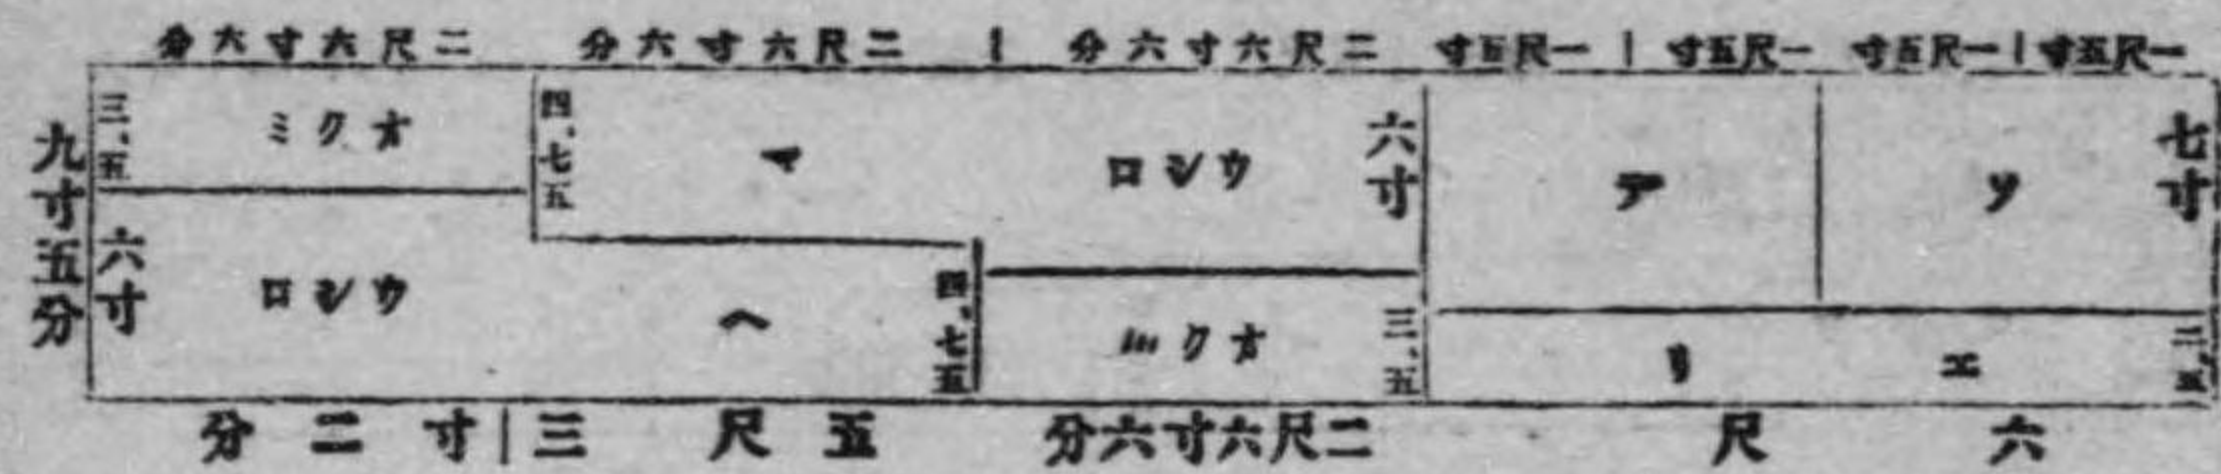 一尺五寸|一尺五寸
一尺五寸|一尺五寸
二尺六寸六分|
二尺六寸六分
二尺六寸六分
七寸
ソデ
二、五
エリ
六寸
ウシロ
三、五
オクミ
四、七五
マ
ヘ
四、七五
三、五
オクミ
六寸
ウシロ
九寸五分
六尺
二尺六寸六分
五尺三|寸二分